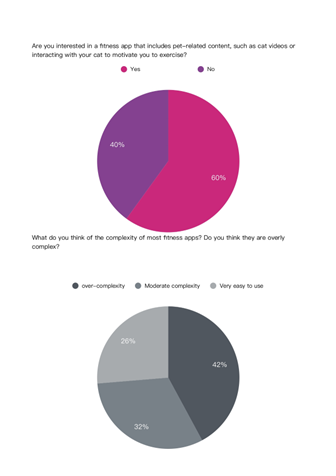 Are you interested in a fitness app that includes pet-related content, such as cat videos or
interacting with your cat to motivate you to exercise?
Yes No
40%
60%
What do you think of the complexity of most fitness apps? Do you think they are overly
complex?
over-complexity Moderate complexity Very easy to use
26%
42%
32%